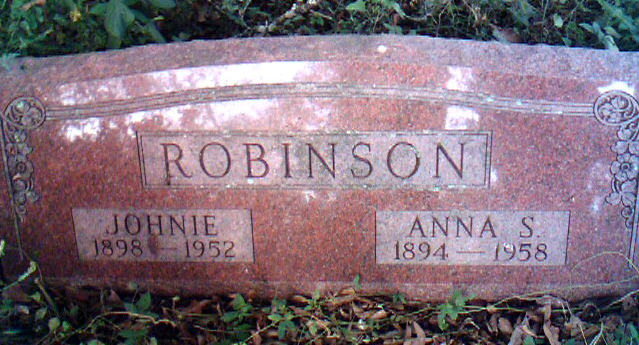 ROBINSON
JOHNIE
1898 — 1952
ANNA S.
1894 — 1958